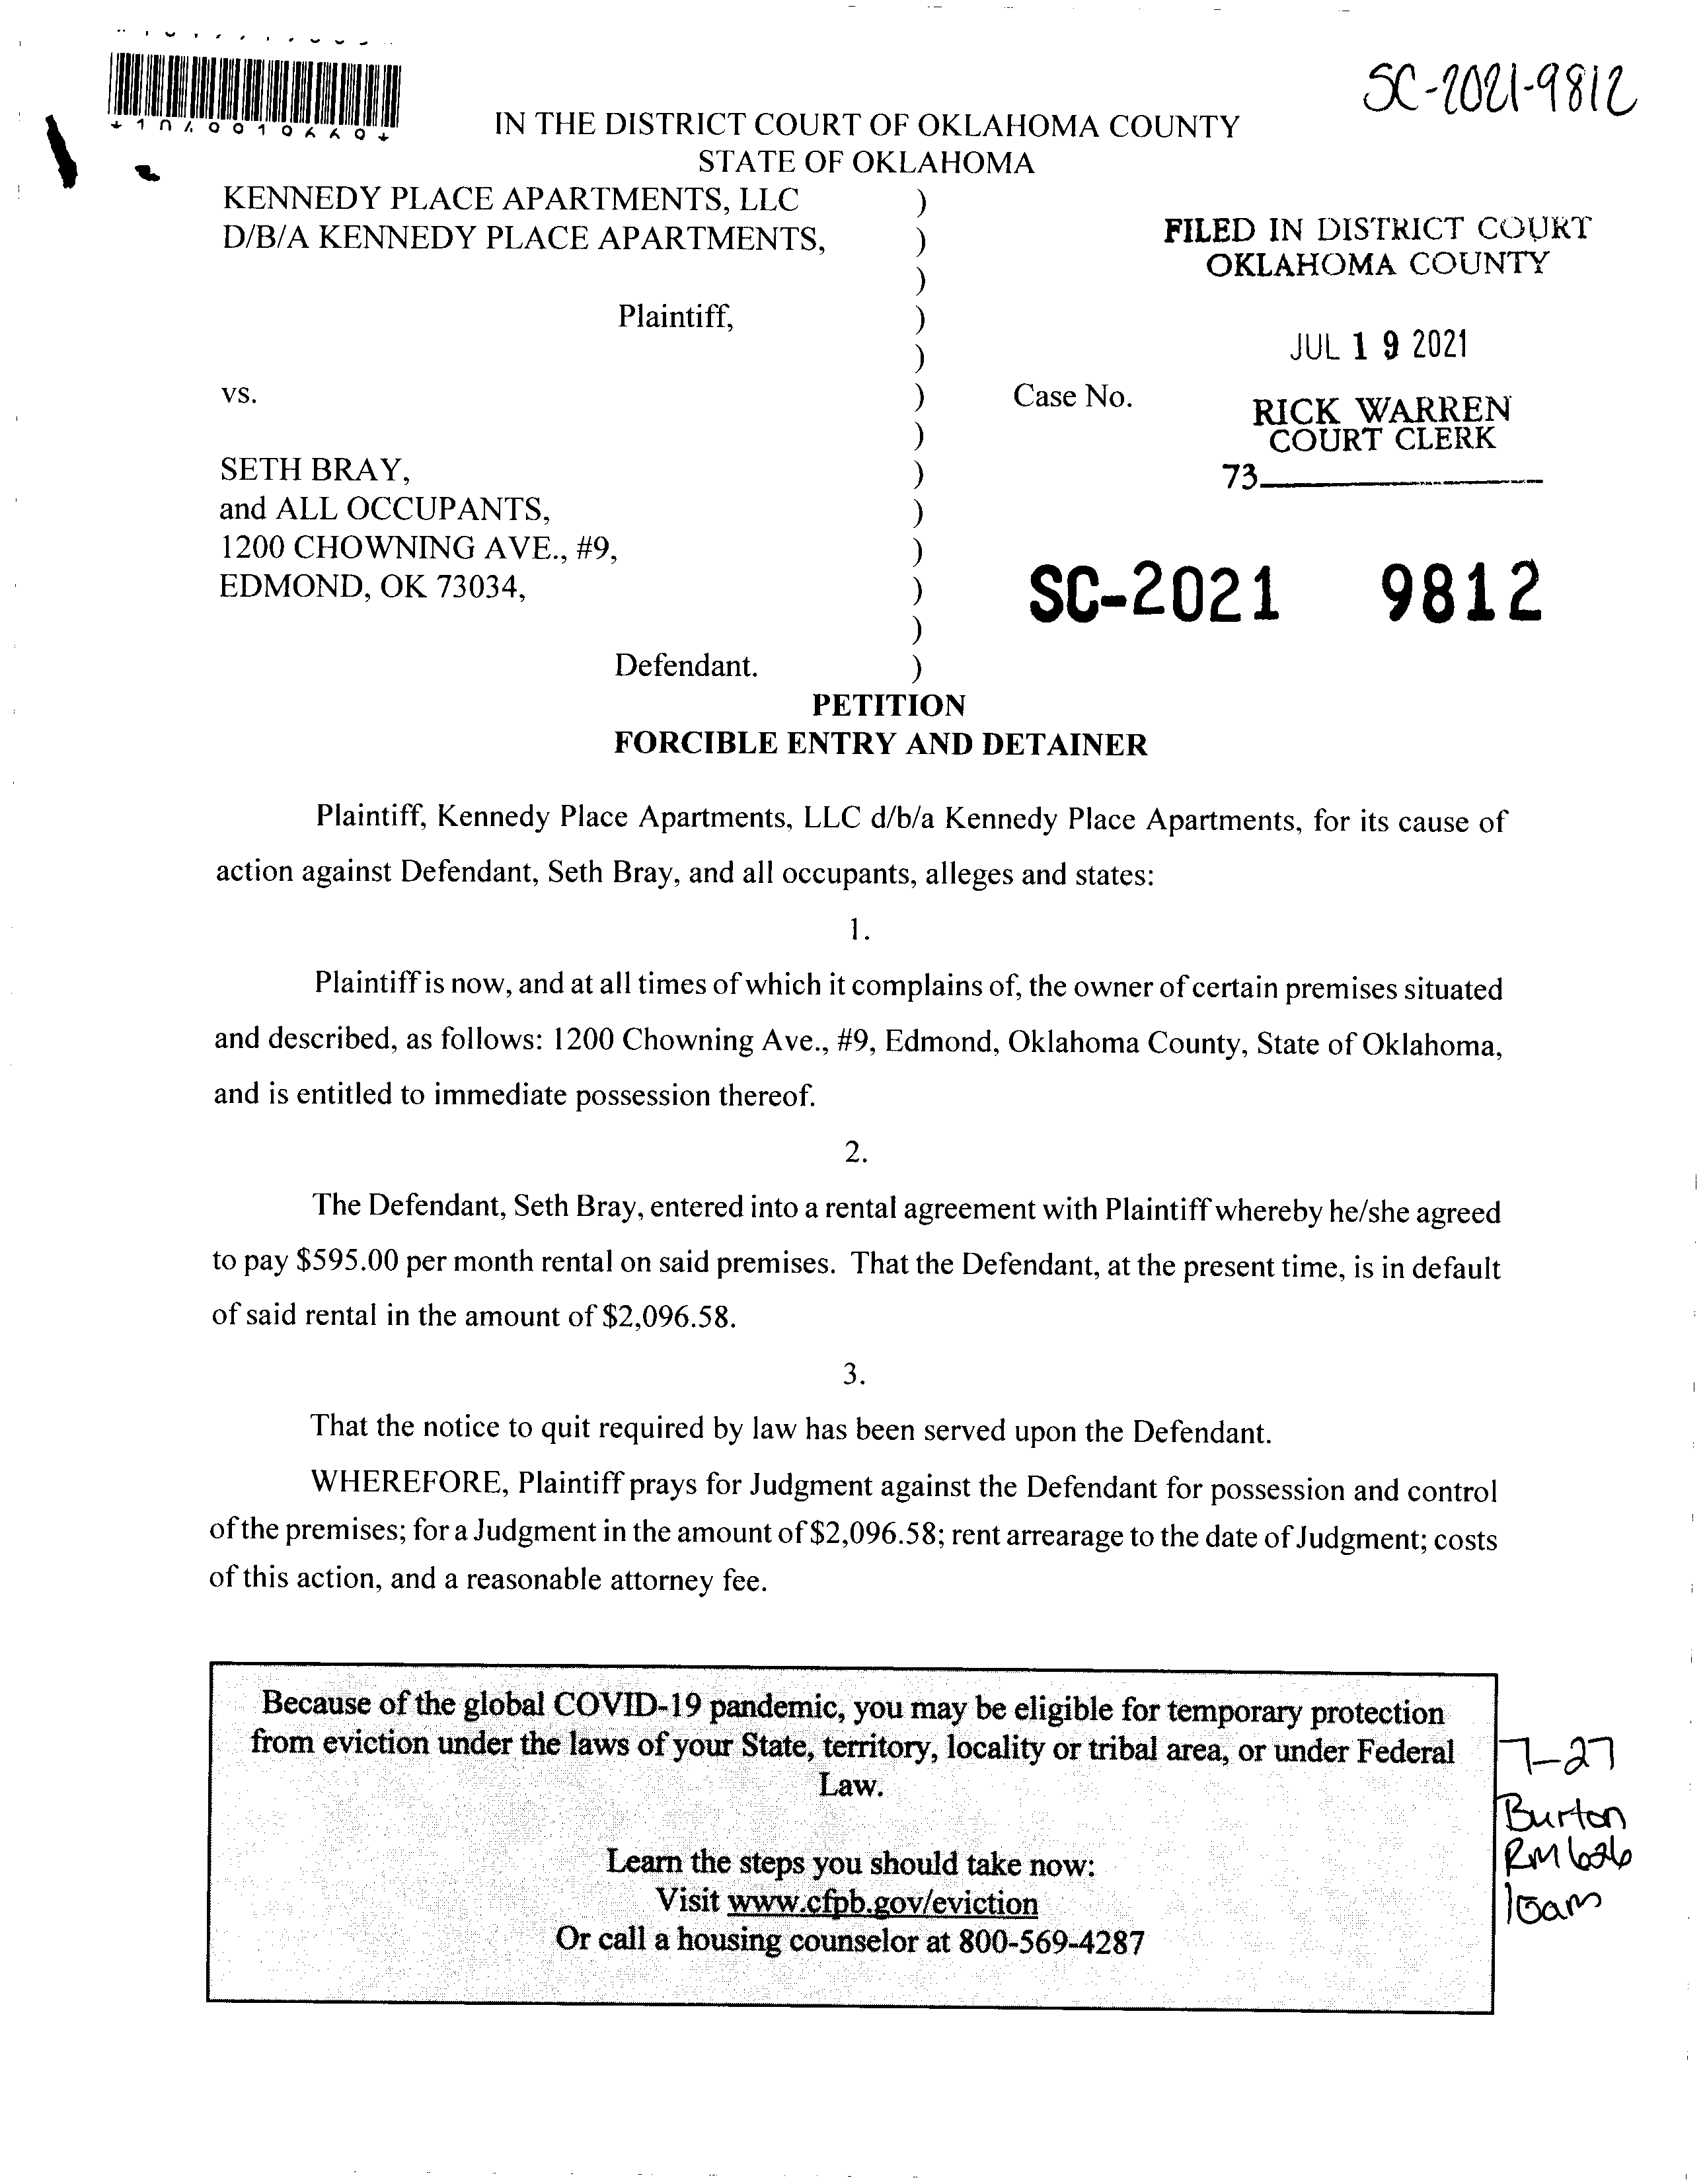 SC-2021-9812
IN THE DISTRICT COURT OF OKLAHOMA COUNTY
STATE OF OKLAHOMA
KENNEDY PLACE APARTMENTS, LLC )
D/B/A KENNEDY PLACE APARTMENTS, )
)
Plaintiff, )
)
vs. )
)
SETH BRAY, )
and ALL OCCUPANTS, )
1200 CHOWNING AVE., #9, )
EDMOND, OK 73034, )
)
Defendant. )
FILED IN DISTRICT COURT
OKLAHOMA COUNTY
JUL 19 2021
Case No.
RICK WARREN
COURT CLERK
73
SC-2021 9812
PETITION
FORCIBLE ENTRY AND DETAINER
Plaintiff, Kennedy Place Apartments, LLC d/b/a Kennedy Place Apartments, for its cause of
action against Defendant, Seth Bray, and all occupants, alleges and states:
1.
Plaintiff is now, and at all times of which it complains of, the owner of certain premises situated
and described, as follows: 1200 Chowning Ave., #9, Edmond, Oklahoma County, State of Oklahoma,
and is entitled to immediate possession thereof.
2.
The Defendant, Seth Bray, entered into a rental agreement with Plaintiff whereby he/she agreed
to pay $595.00 per month rental on said premises. That the Defendant, at the present time, is in default
of said rental in the amount of $2,096.58.
3.
That the notice to quit required by law has been served upon the Defendant.
WHEREFORE, Plaintiff prays for Judgment against the Defendant for possession and control
of the premises; for a Judgment in the amount of $2,096.58; rent arrearage to the date of Judgment; costs
of this action, and a reasonable attorney fee.
Because of the global COVID-19 pandemic, you may be eligible for temporary protection
from eviction under the laws of your State, territory, locality or tribal area, or under Federal
Law.
Learn the steps you should take now:
Visit www.cfpb.gov/eviction
Or call a housing counselor at 800-569-4287
7-27
Burton
RM 626
10am